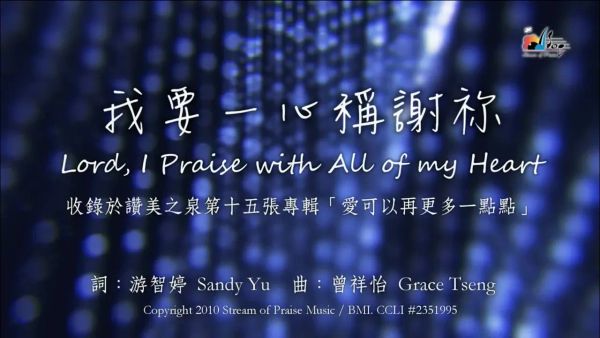 Stream of Praise
我要一心稱謝祢
Lord, I Praise with All of my Heart
收錄於讚美之泉第十五張專輯「愛可以再更多一點點」
詞：游智婷 Sandy Yu 曲：曾祥怡 Grace Tseng
Copyright 2010 Stream of Praise Music / BMI. CCLI #2351995